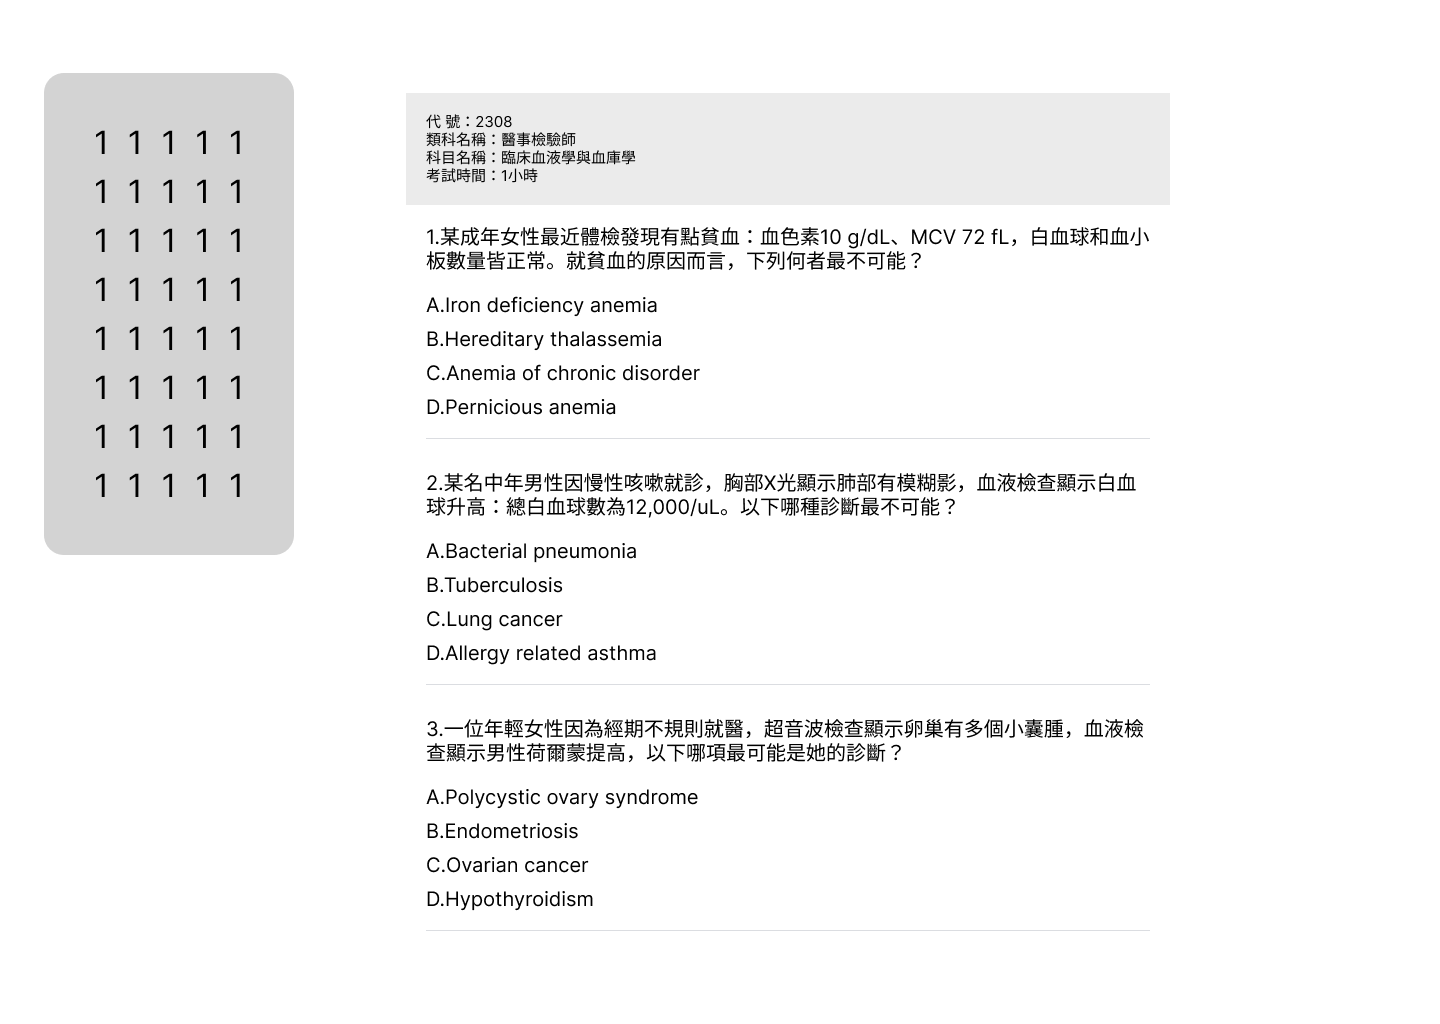 1 1 1 1 1
1 1 1 1 1
1 1 1 1 1
1 1 1 1 1
1 1 1 1 1
1 1 1 1 1
1 1 1 1 1
1 1 1 1 1
代 號：2308
類科名稱：醫事檢驗師
科目名稱：臨床血液學與血庫學
考試時間：1小時
1.某成年女性最近體檢發現有點貧血：血色素10 g/dL、MCV 72 fL，白血球和血小
板數量皆正常。就貧血的原因而言，下列何者最不可能？
A.Iron deficiency anemia
B.Hereditary thalassemia
C.Anemia of chronic disorder
D.Pernicious anemia
2.某名中年男性因慢性咳嗽就診，胸部X光顯示肺部有模糊影，血液檢查顯示白血
球升高：總白血球數為12,000/uL。以下哪種診斷最不可能？
A.Bacterial pneumonia
B.Tuberculosis
C.Lung cancer
D.Allergy related asthma
3.一位年輕女性因為經期不規則就醫，超音波檢查顯示卵巢有多個小囊腫，血液檢
查顯示男性荷爾蒙提高，以下哪項最可能是她的診斷？
A.Polycystic ovary syndrome
B.Endometriosis
C.Ovarian cancer
D.Hypothyroidism